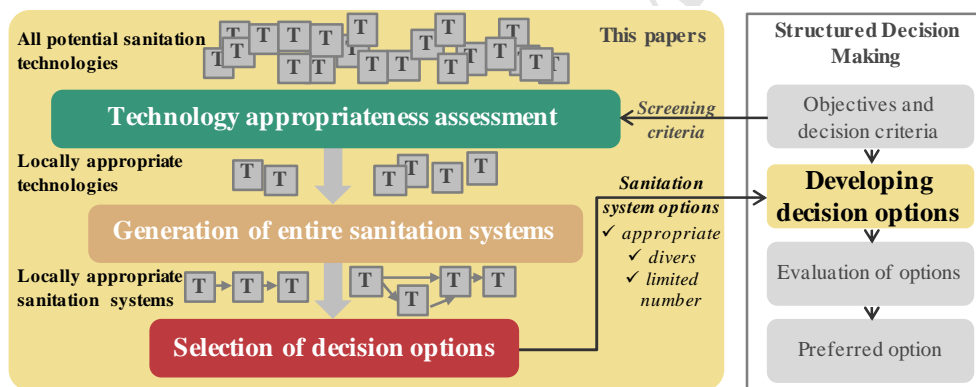 All potential sanitation
technologies
T T T T T T T T T T T T T T T T T T T T
This papers
Technology appropriateness assessment
Locally appropriate
technologies
T T T T T T
Generation of entire sanitation systems
Locally appropriate
sanitation systems
T T T T T T T
Selection of decision options
Screening
criteria
Sanitation
system options
✓ appropriate
✓ divers
✓ limited
number
Structured Decision
Making
Objectives and
decision criteria
Developing
decision options
Evaluation of options
Preferred option